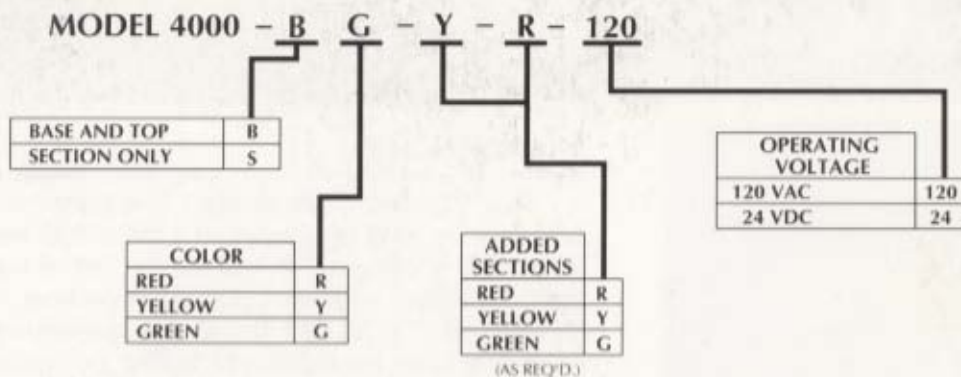 MODEL 4000 - B G - Y - R - 120
BASE AND TOP B
SECTION ONLY S
OPERATING
VOLTAGE
120 VAC 120
24 VDC 24
COLOR
RED R
YELLOW Y
GREEN G
ADDED
SECTIONS
RED R
YELLOW Y
GREEN G
(AS REQ'D.)